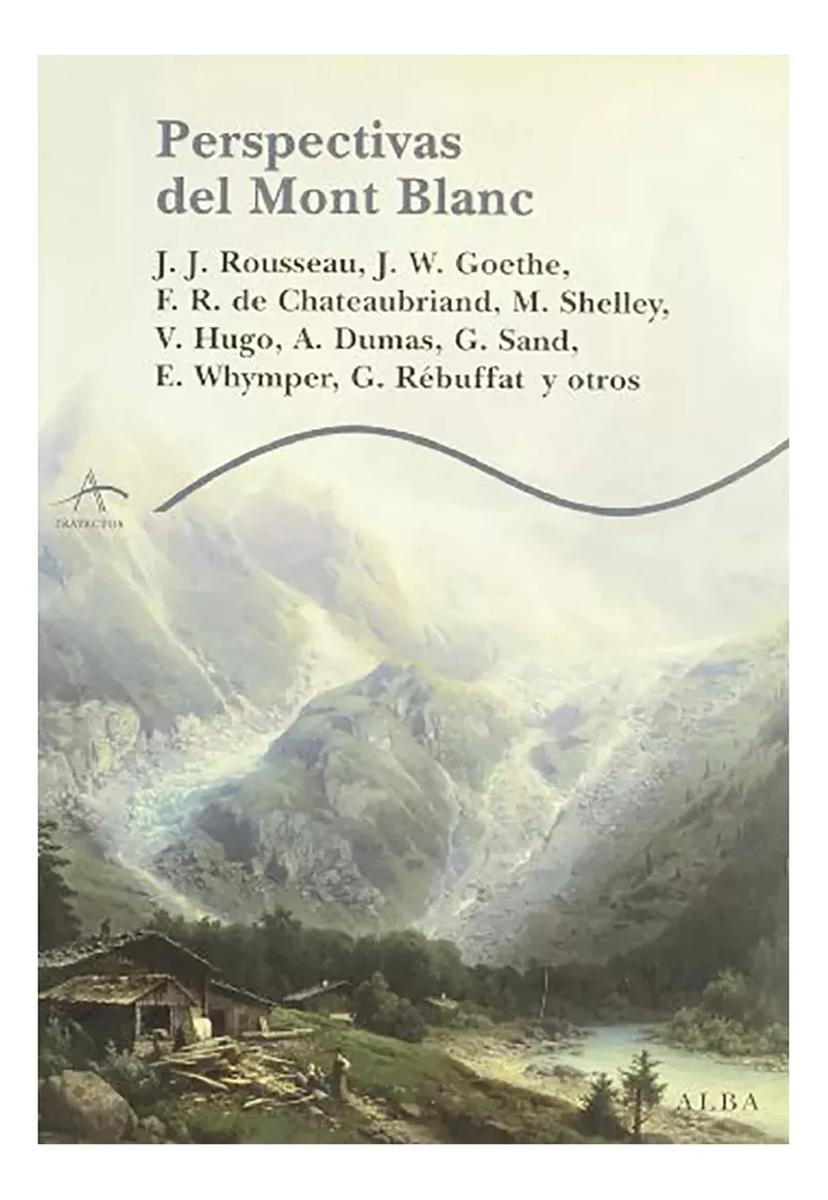 Perspectivas
del Mont Blanc
J. J. Rousseau, J. W. Goethe,
F. R. de Chateaubriand, M. Shelley,
V. Hugo, A. Dumas, G. Sand,
E. Whymper, G. Rébuffat y otros
A
TRAYECTOS
ALBA